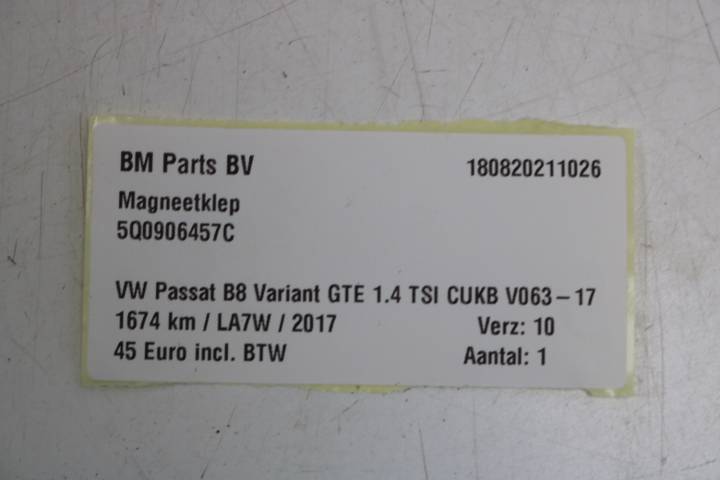 BM Parts BV 180820211026
Magneetklep
5Q0906457C
VW Passat B8 Variant GTE 1.4 TSI CUKB V063-17
1674 km / LA7W / 2017 Verz: 10
45 Euro incl. BTW Aantal: 1